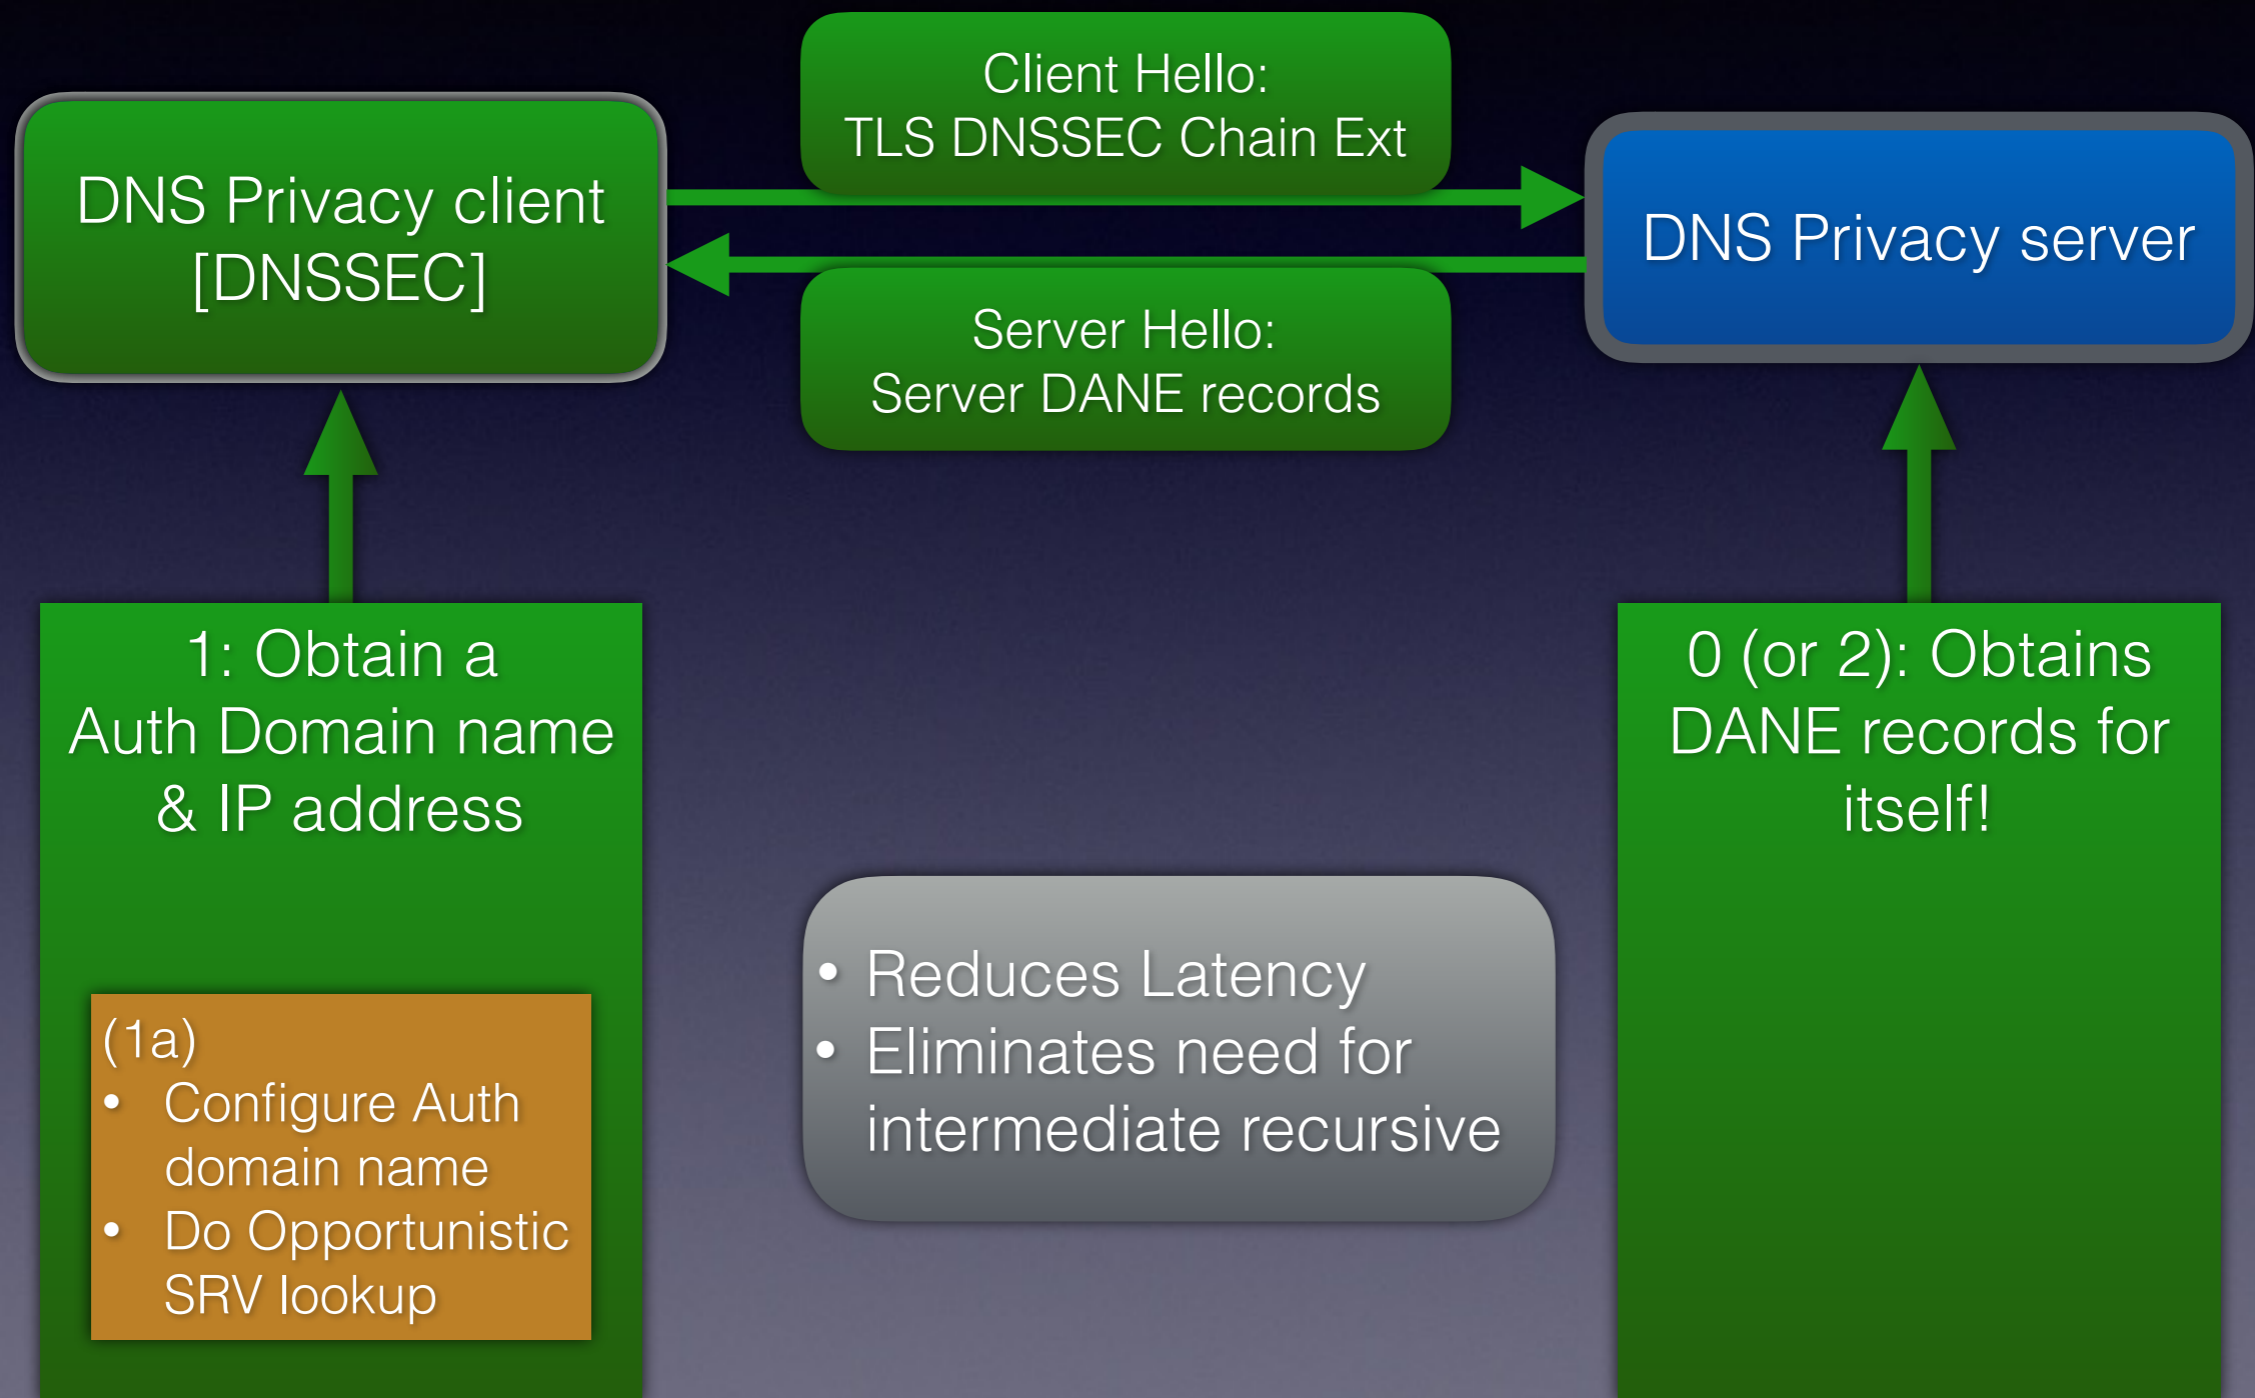 Client Hello:
TLS DNSSEC Chain Ext
DNS Privacy client
[DNSSEC]
DNS Privacy server
Server Hello:
Server DANE records
1: Obtain a
Auth Domain name
& IP address
0 (or 2): Obtains
DANE records for
itself!
(1a)
• Configure Auth
domain name
• Do Opportunistic
SRV lookup
• Reduces Latency
• Eliminates need for
intermediate recursive